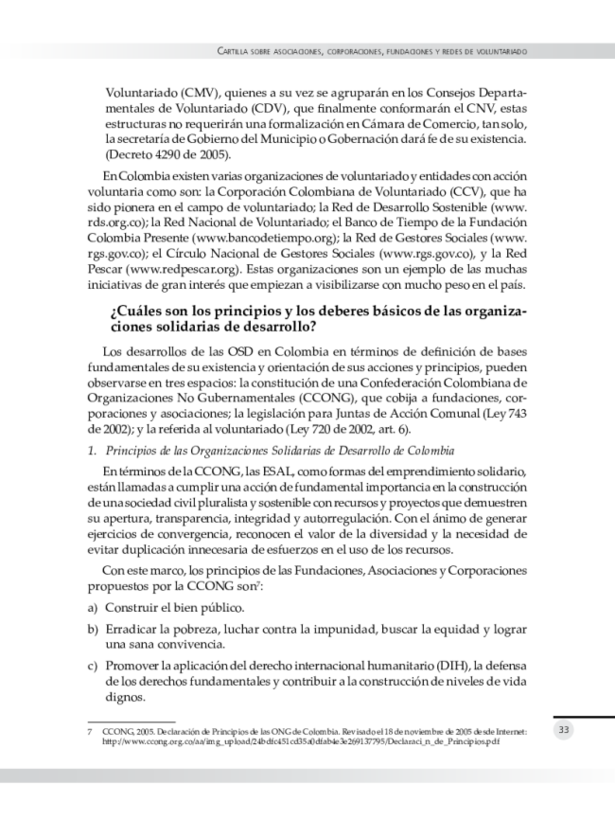 CARTILLA SOBRE ASOCIACIONES, CORPORACIONES, FUNDACIONES Y REDES DE VOLUNTARIADO
Voluntariado (CMV), quienes a su vez se agruparán en los Consejos Departa-
mentales de Voluntariado (CDV), que finalmente conformarán el CNV, estas
estructuras no requerirán una formalización en Cámara de Comercio, tan solo,
la secretaría de Gobierno del Municipio o Gobernación dará fe de su existencia.
(Decreto 4290 de 2005).
En Colombia existen varias organizaciones de voluntariado y entidades con acción
voluntaria como son: la Corporación Colombiana de Voluntariado (CCV), que ha
sido pionera en el campo de voluntariado; la Red de Desarrollo Sostenible (www.
rds.org.co); la Red Nacional de Voluntariado; el Banco de Tiempo de la Fundación
Colombia Presente (www.bancodetiempo.org); la Red de Gestores Sociales (www.
rgs.gov.co); el Círculo Nacional de Gestores Sociales (www.rgs.gov.co), y la Red
Pescar (www.redpescar.org). Estas organizaciones son un ejemplo de las muchas
iniciativas de gran interés que empiezan a visibilizarse con mucho peso en el país.
¿Cuáles son los principios y los deberes básicos de las organiza-
ciones solidarias de desarrollo?
Los desarrollos de las OSD en Colombia en términos de definición de bases
fundamentales de su existencia y orientación de sus acciones y principios, pueden
observarse en tres espacios: la constitución de una Confederación Colombiana de
Organizaciones No Gubernamentales (CCONG), que cobija a fundaciones, cor-
poraciones y asociaciones; la legislación para Juntas de Acción Comunal (Ley 743
de 2002); y la referida al voluntariado (Ley 720 de 2002, art. 6).
1. Principios de las Organizaciones Solidarias de Desarrollo de Colombia
En términos de la CCONG, las ESAL, como formas del emprendimiento solidario,
están llamadas a cumplir una acción de fundamental importancia en la construcción
de una sociedad civil pluralista y sostenible con recursos y proyectos que demuestren
su apertura, transparencia, integridad y autorregulación. Con el ánimo de generar
ejercicios de convergencia, reconocen el valor de la diversidad y la necesidad de
evitar duplicación innecesaria de esfuerzos en el uso de los recursos.
Con este marco, los principios de las Fundaciones, Asociaciones y Corporaciones
propuestos por la CCONG son7:
a) Construir el bien público.
b) Erradicar la pobreza, luchar contra la impunidad, buscar la equidad y lograr
una sana convivencia.
c) Promover la aplicación del derecho internacional humanitario (DIH), la defensa
de los derechos fundamentales y contribuir a la construcción de niveles de vida
dignos.
7 CCONG, 2005. Declaración de Principios de las ONG de Colombia. Revisado el 18 de noviembre de 2005 desde Internet:
http://www.ccong.org.co/aa/img_upload/24bdfc451cd35a0dfab4e3e269137795/Declaraci_n_de_Principios.pdf
33